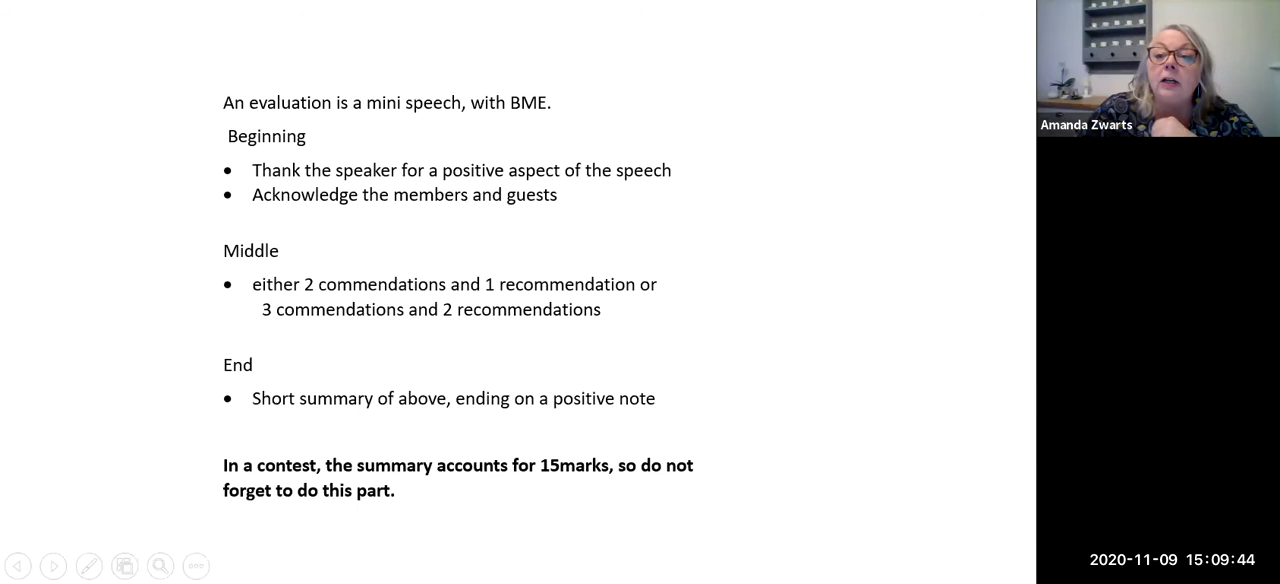 An evaluation is a mini speech, with BME.
Beginning
• Thank the speaker for a positive aspect of the speech
• Acknowledge the members and guests
Middle
• either 2 commendations and 1 recommendation or
3 commendations and 2 recommendations
End
• Short summary of above, ending on a positive note
In a contest, the summary accounts for 15marks, so do not
forget to do this part.
Amanda Zwarts
2020-11-09 15:09:44